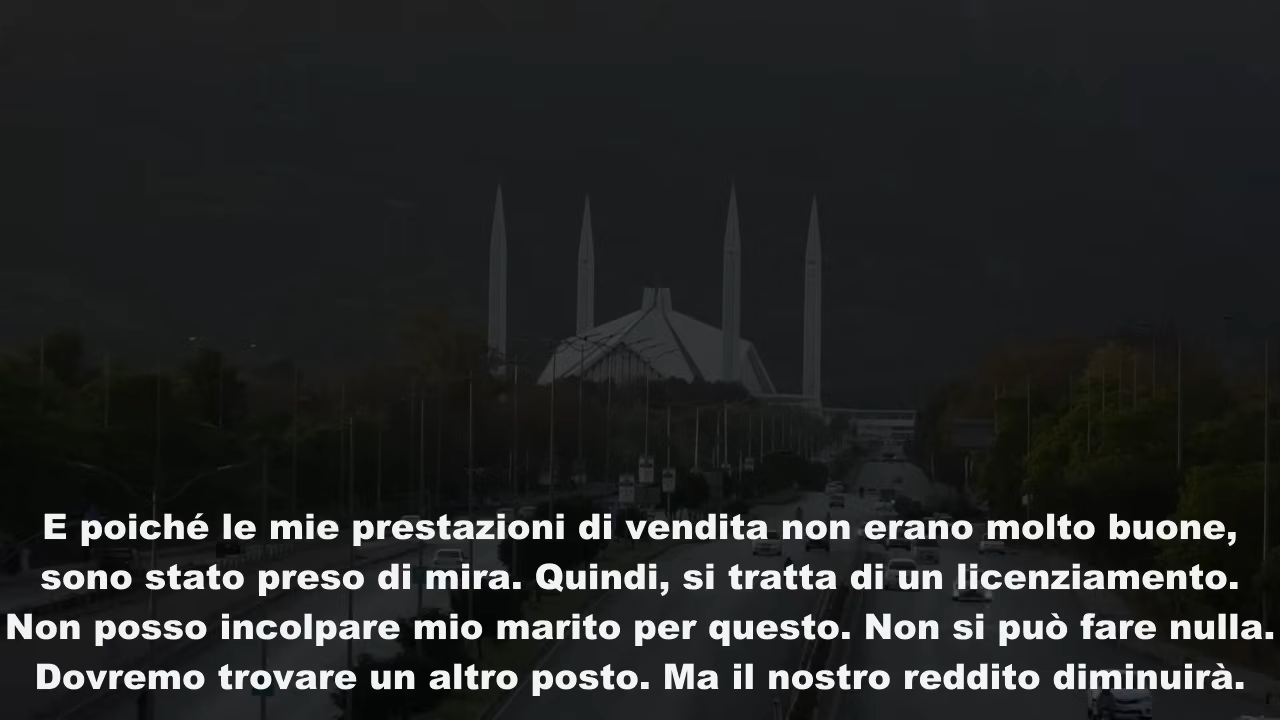 E poiché le mie prestazioni di vendita non erano molto buone,
sono stato preso di mira. Quindi, si tratta di un licenziamento.
Non posso incolpare mio marito per questo. Non si può fare nulla.
Dovremo trovare un altro posto. Ma il nostro reddito diminuirà.